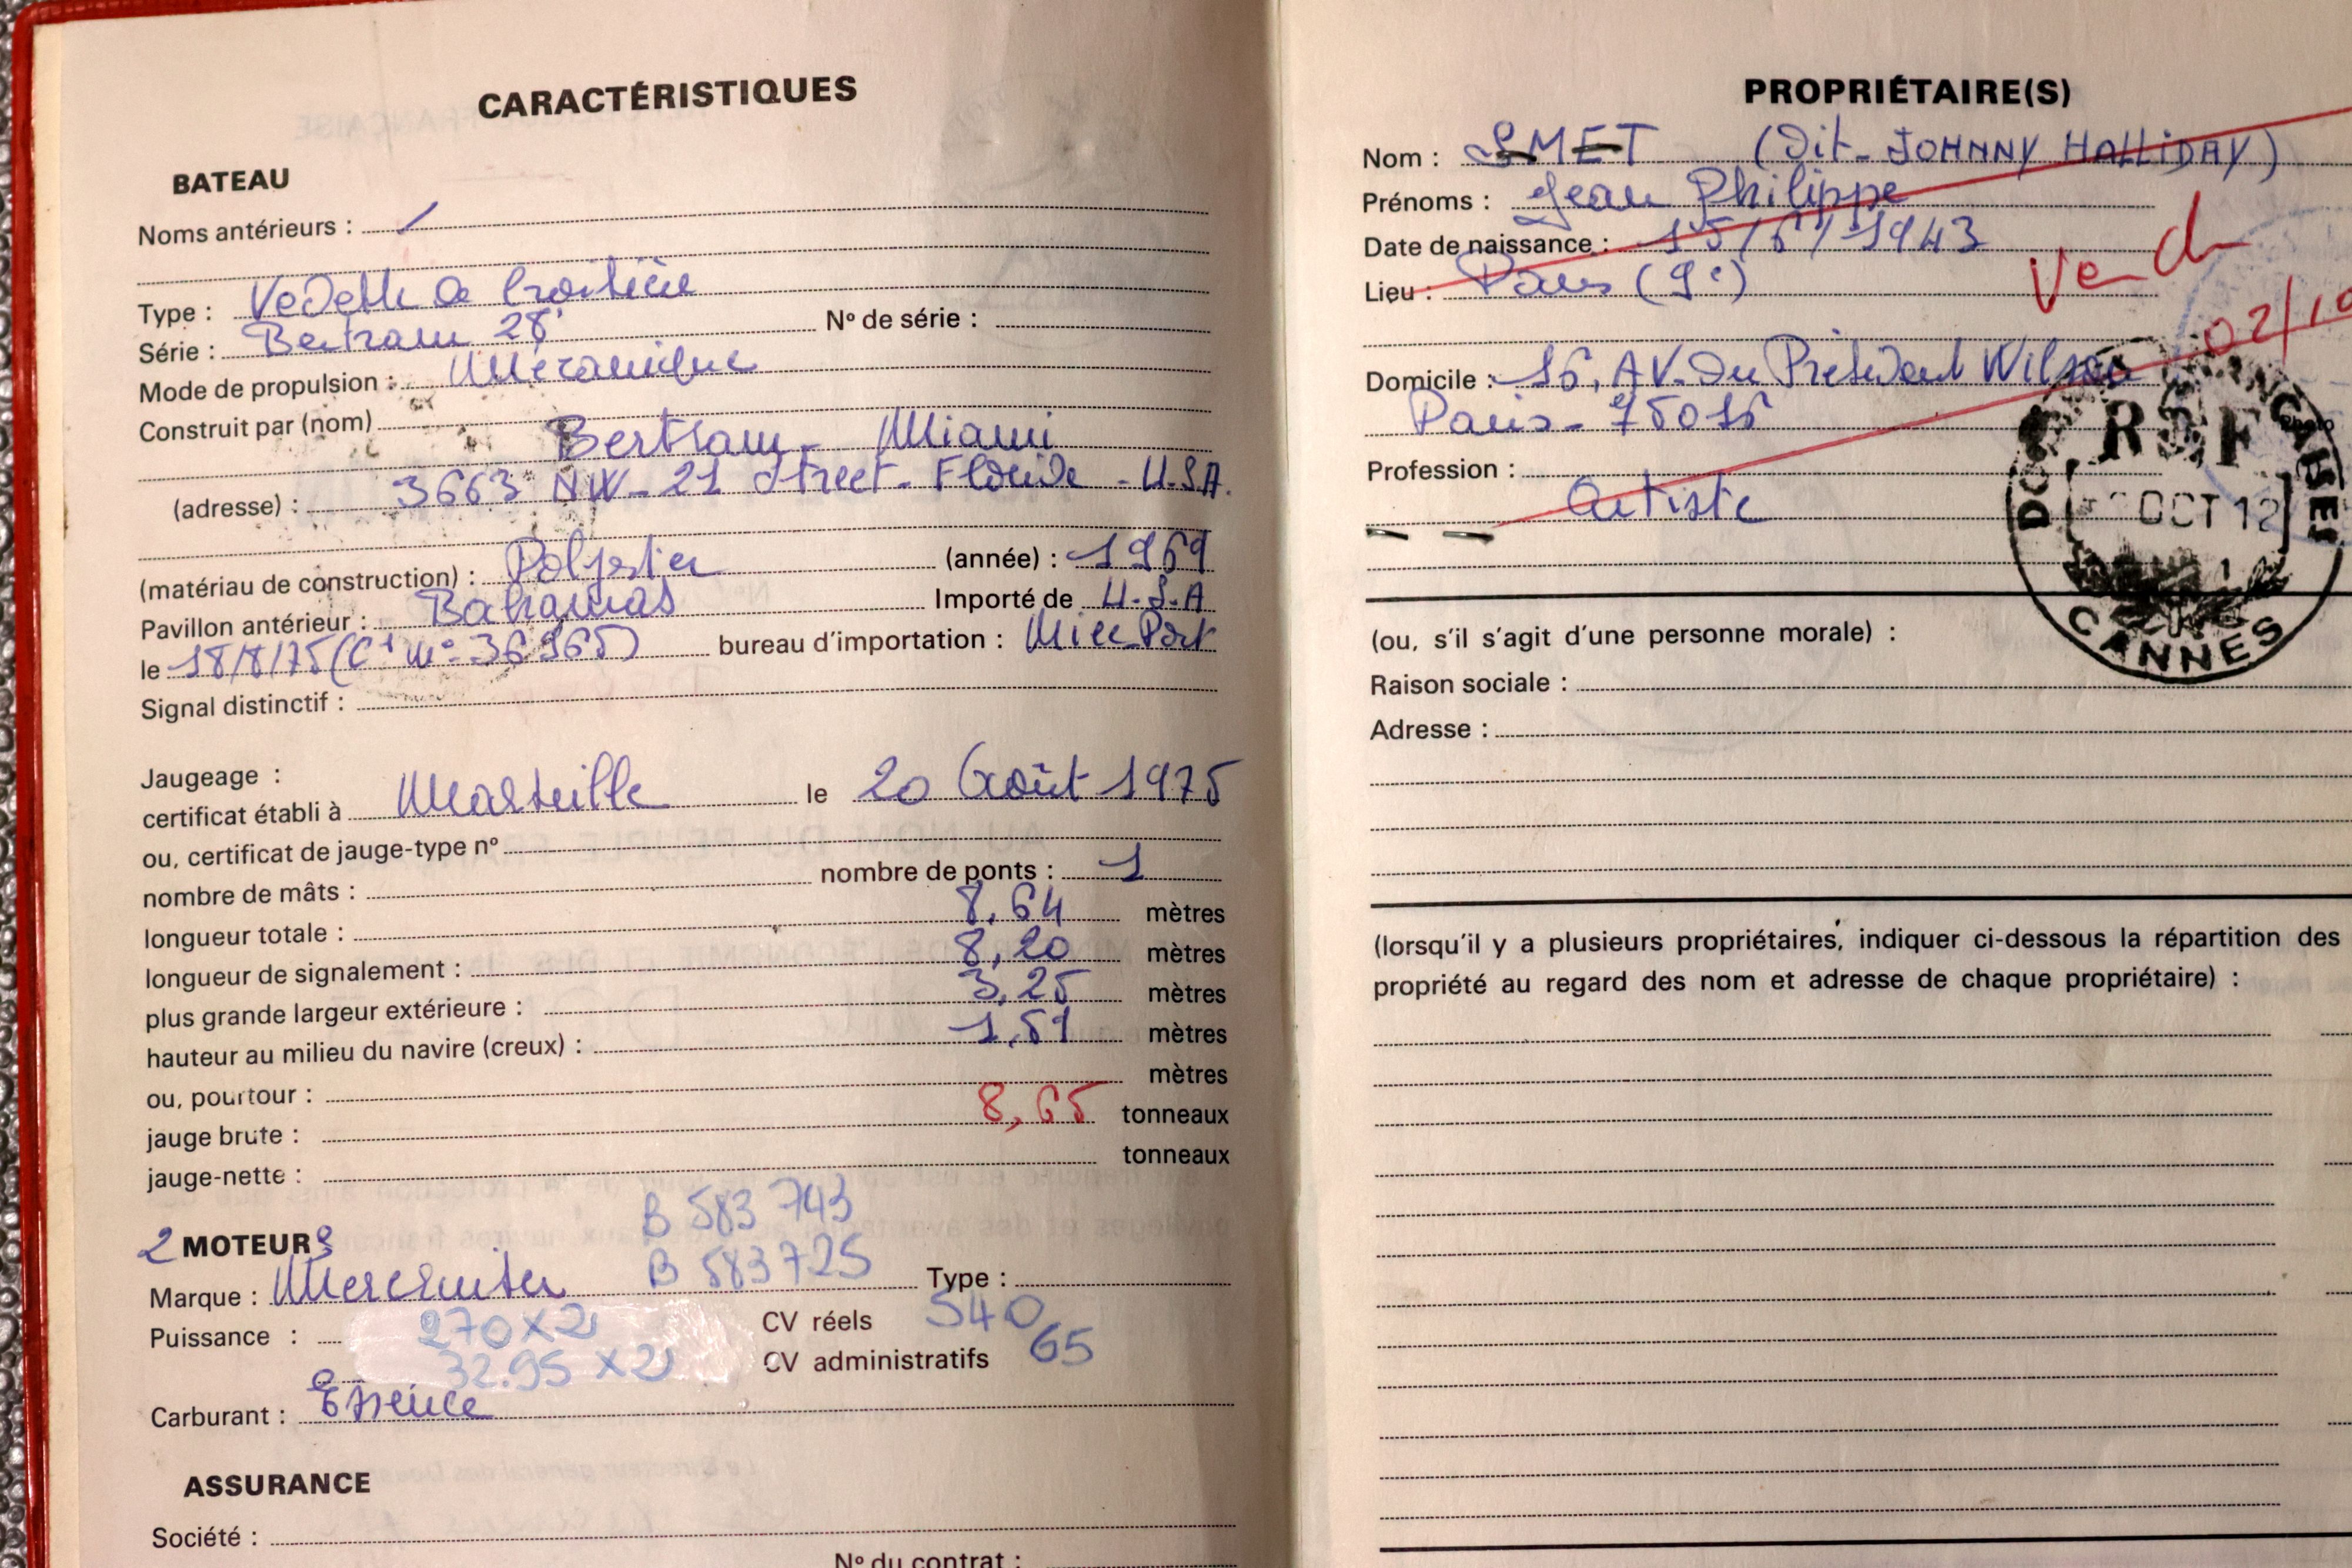 CARACTÉRISTIQUES
BATEAU
Noms antérieurs :
Type : Vedette de Croisière
Série : Bertram 28' N° de série :
Mode de propulsion : Mécanique
Construit par (nom) Bertram - Miami
(adresse) : 3663 NW - 21 Street - Floride - U.S.A.
(matériau de construction) : Polyester (année) : 1969
Pavillon antérieur : Bahamas Importé de U.S.A
le 18/8/75 (Ct n° 36965) bureau d'importation : Nice Port
Signal distinctif :
Jaugeage :
certificat établi à Marseille le 20 Août 1975
ou, certificat de jauge-type n°
nombre de mâts : nombre de ponts : 1
longueur totale : 8,64 mètres
longueur de signalement : 8,20 mètres
plus grande largeur extérieure : 3,25 mètres
hauteur au milieu du navire (creux) : 1,51 mètres
ou, pourtour : mètres
jauge brute : 8,65 tonneaux
jauge-nette : tonneaux
B 583 743
2 MOTEURS B 583725
Marque : Mercruiser Type :
Puissance : 270 X 2 CV réels 540
32.95 X 2 CV administratifs 65
Carburant : Essence
ASSURANCE
Société :
N° du contrat :
PROPRIÉTAIRE(S)
Nom : SMET (Dit - JOHNNY HALLIDAY)
Prénoms : Jean Philippe
Date de naissance : 15/6/1943
Lieu : Paris (9e)
Vendu
02/10
Domicile : 16, AV. du Président Wilson
Paris - 75016
Profession :
Artiste
RF
OCT 12
CANNES
(ou, s'il s'agit d'une personne morale) :
Raison sociale :
Adresse :
(lorsqu'il y a plusieurs propriétaires, indiquer ci-dessous la répartition des
propriété au regard des nom et adresse de chaque propriétaire) :